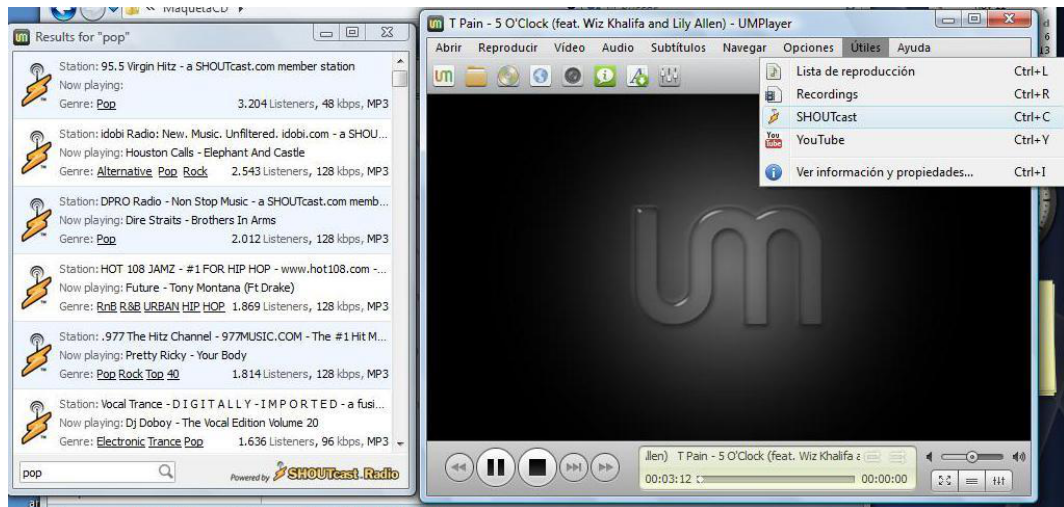 MaquetaCD
Results for "pop"
Station: 95.5 Virgin Hitz - a SHOUTcast.com member station
Now playing:
Genre: Pop 3.204 Listeners, 48 kbps, MP3
Station: idobi Radio: New. Music. Unfiltered. idobi.com - a SHOU...
Now playing: Houston Calls - Elephant And Castle
Genre: Alternative Pop Rock 2.543 Listeners, 128 kbps, MP3
Station: DPRO Radio - Non Stop Music - a SHOUTcast.com memb...
Now playing: Dire Straits - Brothers In Arms
Genre: Pop 2.012 Listeners, 128 kbps, MP3
Station: HOT 108 JAMZ - #1 FOR HIP HOP - www.hot108.com -...
Now playing: Future - Tony Montana (Ft Drake)
Genre: RnB R&B URBAN HIP HOP 1.869 Listeners, 128 kbps, MP3
Station: .977 The Hitz Channel - 977MUSIC.COM - The #1 Hit M...
Now playing: Pretty Ricky - Your Body
Genre: Pop Rock Top 40 1.814 Listeners, 128 kbps, MP3
Station: Vocal Trance - D I G I T A L L Y - I M P O R T E D - a fusi...
Now playing: Dj Doboy - The Vocal Edition Volume 20
Genre: Electronic Trance Pop 1.636 Listeners, 96 kbps, MP3
pop
Powered by SHOUTcast Radio
T Pain - 5 O'Clock (feat. Wiz Khalifa and Lily Allen) - UMPlayer
Abrir Reproducir Vídeo Audio Subtítulos Navegar Opciones Útiles Ayuda
Lista de reproducción Ctrl+L
Recordings Ctrl+R
SHOUTcast Ctrl+C
You Tube YouTube Ctrl+Y
Ver información y propiedades... Ctrl+I
um
llen) T Pain - 5 O'Clock (feat. Wiz Khalifa a
00:03:12 00:00:00